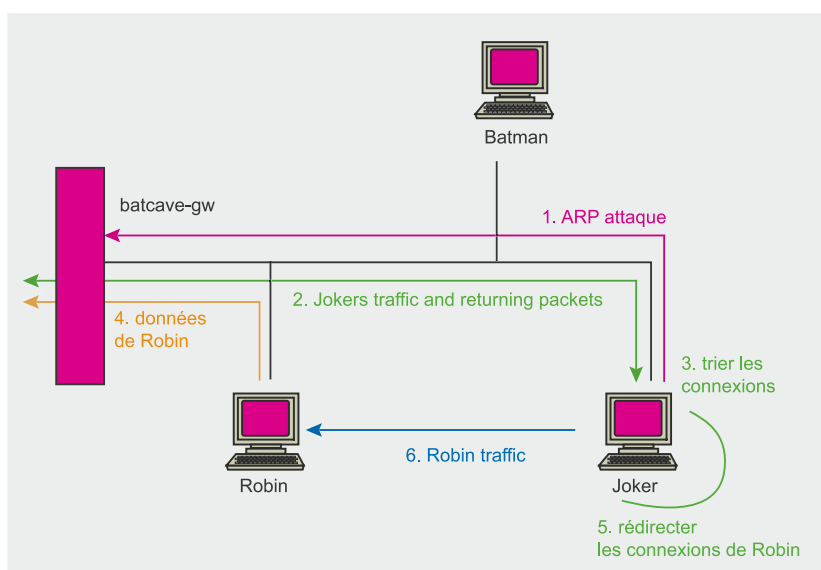 Batman
batcave-gw
1. ARP attaque
2. Jokers traffic and returning packets
4. données
de Robin
3. trier les
connexions
6. Robin traffic
Robin
Joker
5. rédirecter
les connexions de Robin